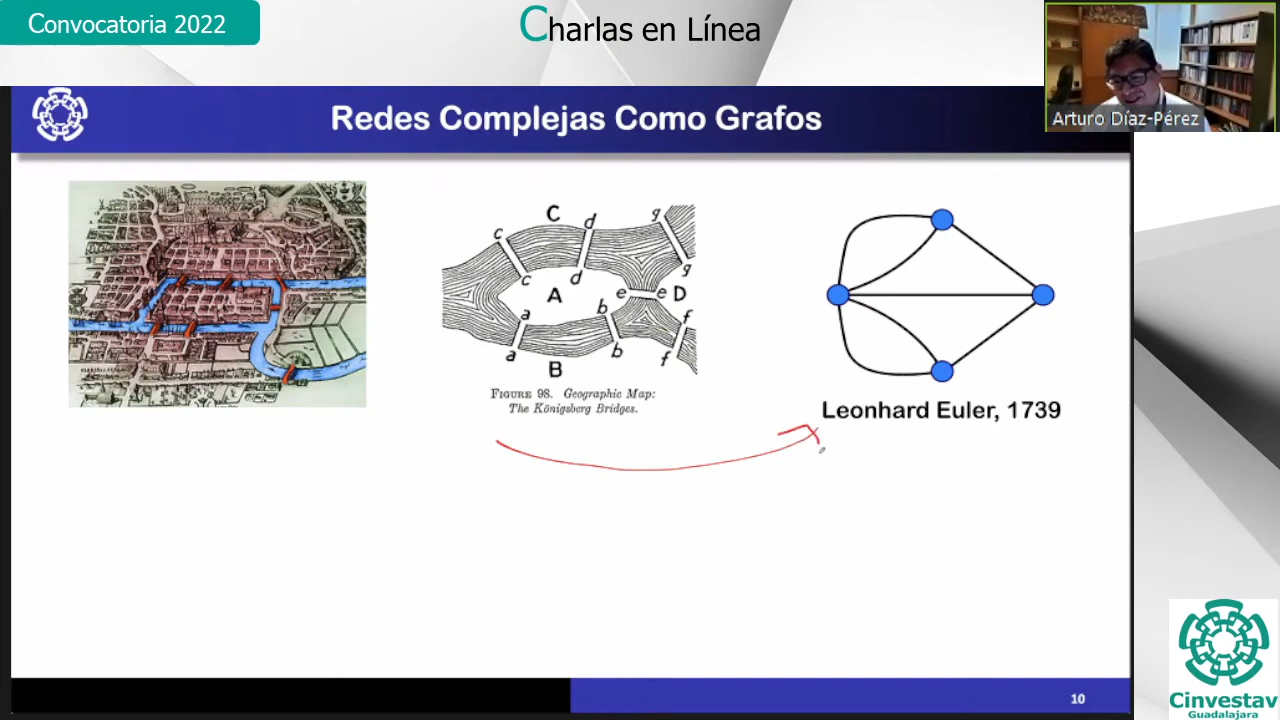 Convocatoria 2022
Charlas en Línea
Arturo Díaz-Pérez
Redes Complejas Como Grafos
C
c
d
g
c
d
g
A
e
e
D
a
b
f
a
b
f
B
FIGURE 98. Geographic Map:
The Königsberg Bridges.
Leonhard Euler, 1739
10
Cinvestav
Guadalajara